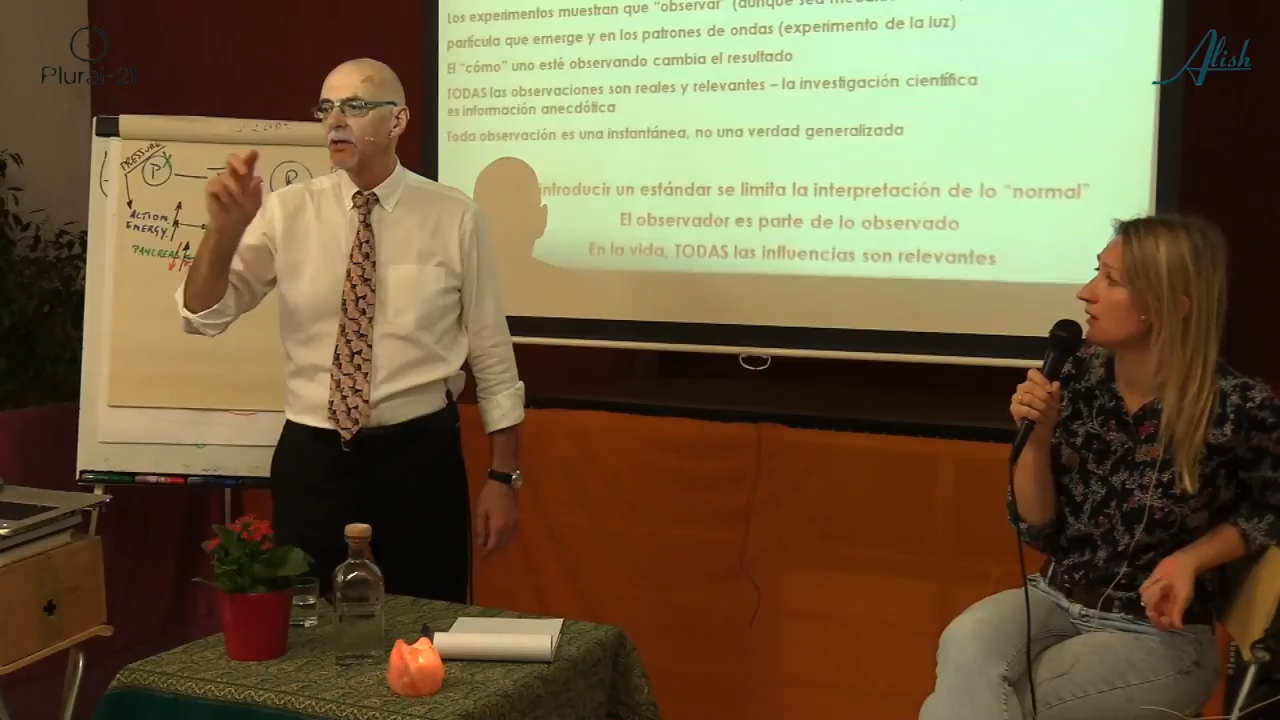 Plural-21
Alish
Los experimentos muestran que "observar" (aunque sea
partícula que emerge y en los patrones de ondas (experimento de la luz)
El "cómo" uno esté observando cambia el resultado
TODAS las observaciones son reales y relevantes – la investigación científica
es información anecdótica
Toda observación es una instantánea, no una verdad generalizada
introducir un estándar se limita la interpretación de lo "normal"
El observador es parte de lo observado
En la vida, TODAS las influencias son relevantes
PRESSURE
P
P
ACTION
ENERGY
PANCREAS